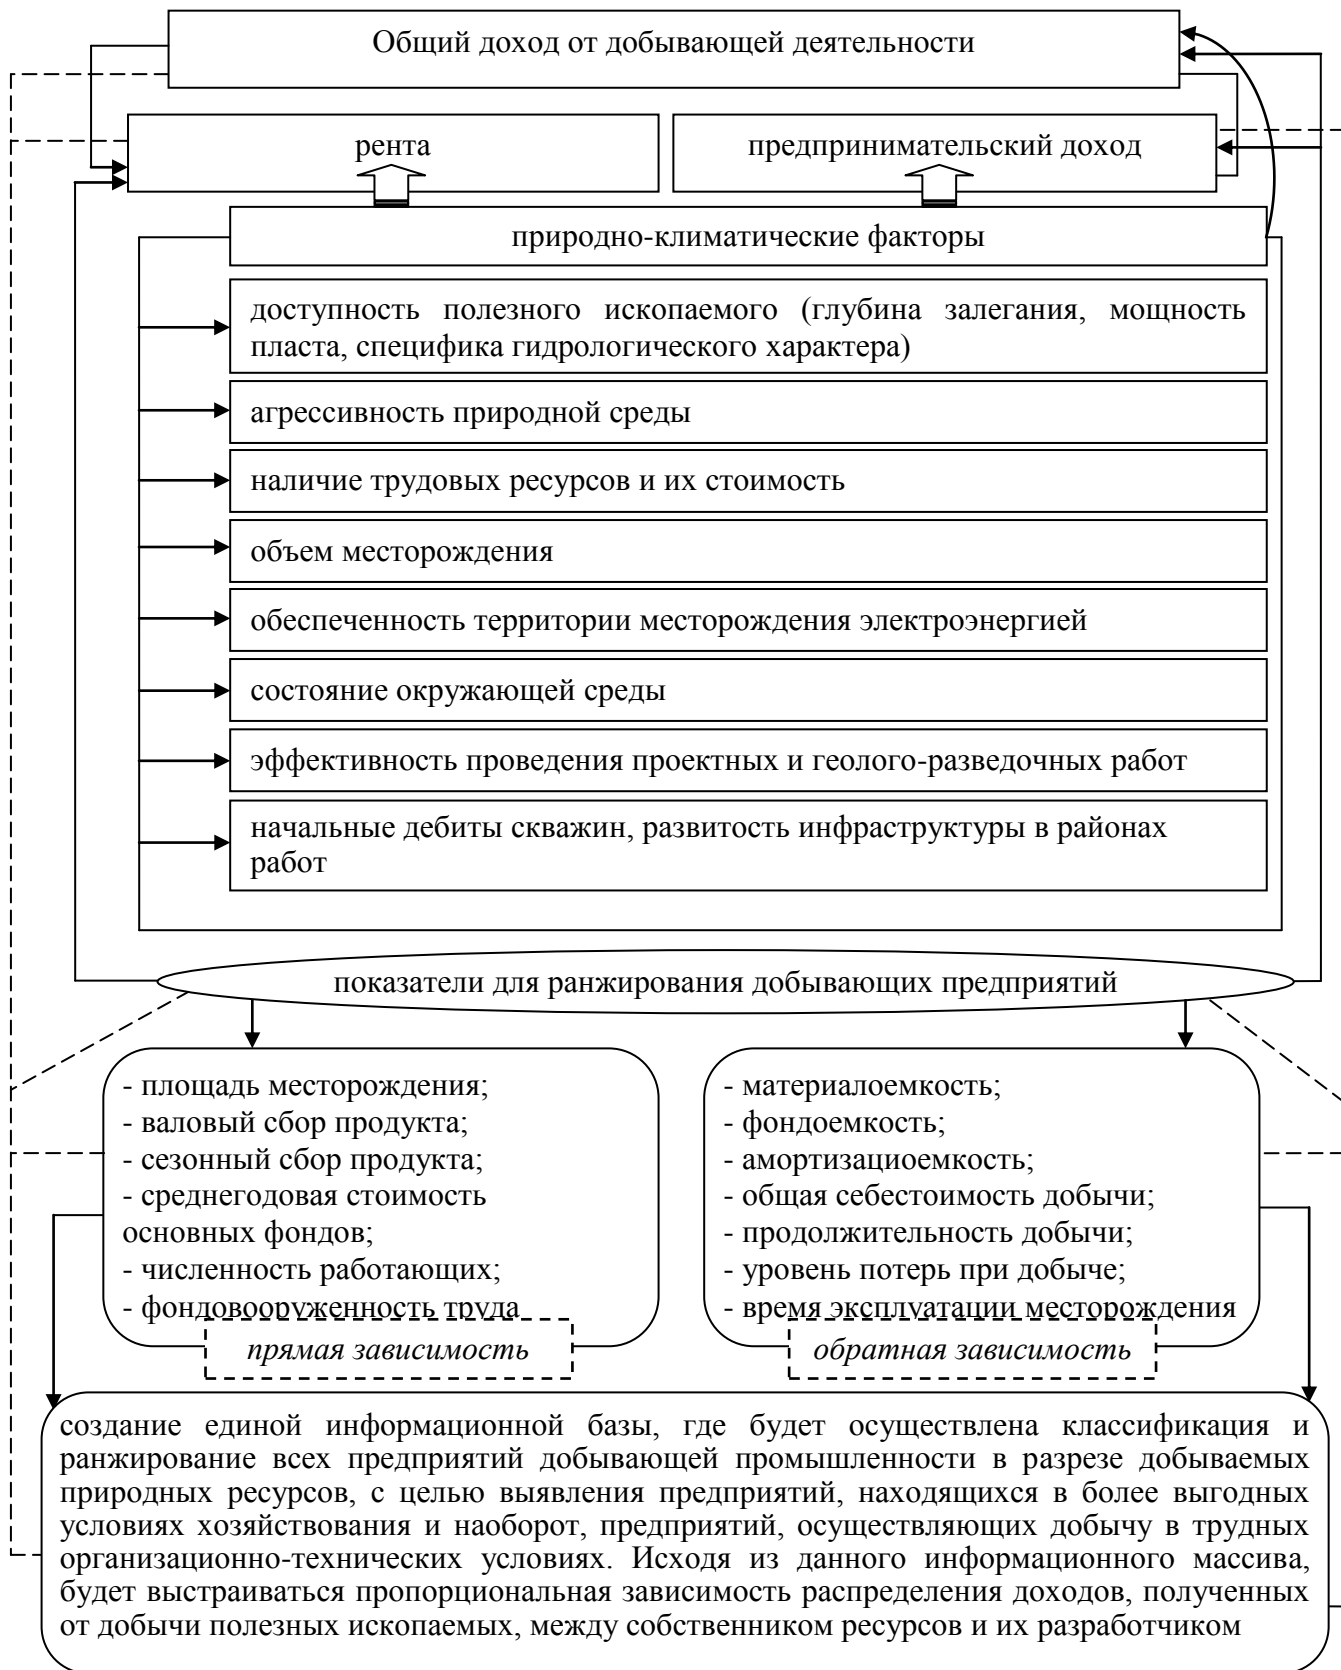 Общий доход от добывающей деятельности
рента
предпринимательский доход
природно-климатические факторы
доступность полезного ископаемого (глубина залегания, мощность
пласта, специфика гидрологического характера)
агрессивность природной среды
наличие трудовых ресурсов и их стоимость
объем месторождения
обеспеченность территории месторождения электроэнергией
состояние окружающей среды
эффективность проведения проектных и геолого-разведочных работ
начальные дебиты скважин, развитость инфраструктуры в районах
работ
показатели для ранжирования добывающих предприятий
- площадь месторождения;
- валовый сбор продукта;
- сезонный сбор продукта;
- среднегодовая стоимость
основных фондов;
- численность работающих;
- фондовооруженность труда
прямая зависимость
- материалоемкость;
- фондоемкость;
- амортизациоемкость;
- общая себестоимость добычи;
- продолжительность добычи;
- уровень потерь при добыче;
- время эксплуатации месторождения
обратная зависимость
создание единой информационной базы, где будет осуществлена классификация и
ранжирование всех предприятий добывающей промышленности в разрезе добываемых
природных ресурсов, с целью выявления предприятий, находящихся в более выгодных
условиях хозяйствования и наоборот, предприятий, осуществляющих добычу в трудных
организационно-технических условиях. Исходя из данного информационного массива,
будет выстраиваться пропорциональная зависимость распределения доходов, полученных
от добычи полезных ископаемых, между собственником ресурсов и их разработчиком